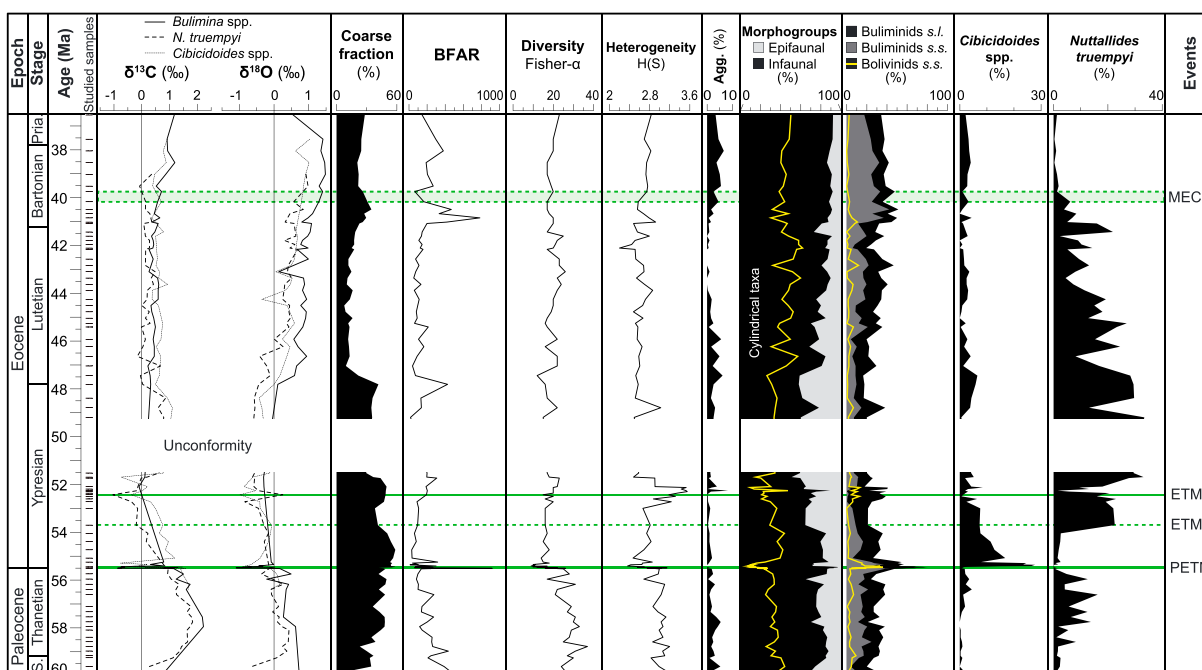 Bulimina spp.
N. truempyi
Cibicidoides spp.
Epoch
Stage
Age (Ma)
Studied samples
δ13C (‰)
δ18O (‰)
-1 0 1 2
-1 0 1
Coarse
fraction
(%)
0 60
BFAR
0 1000
Diversity
Fisher-α
0 20 40
Heterogeneity
H(S)
2 2.8 3.6
Agg. (%)
0 10
Morphogroups
Epifaunal
Infaunal
(%)
0 100
Buliminids s.l.
Buliminids s.s.
Bolivinids s.s.
(%)
0 100
Cibicidoides
spp.
(%)
0 30
Nuttallides
truempyi
(%)
0 40
Events
Eocene
Paleocene
Pria.
Bartonian
Lutetian
Ypresian
Thanetian
S.
38
40
42
44
46
48
50
52
54
56
58
60
Unconformity
Cylindrical taxa
MEC
ETM
ETM
PETM